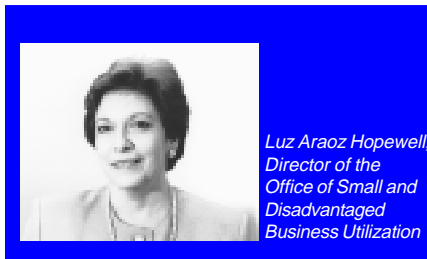 Luz Araoz Hopewell,
Director of the
Office of Small and
Disadvantaged
Business Utilization